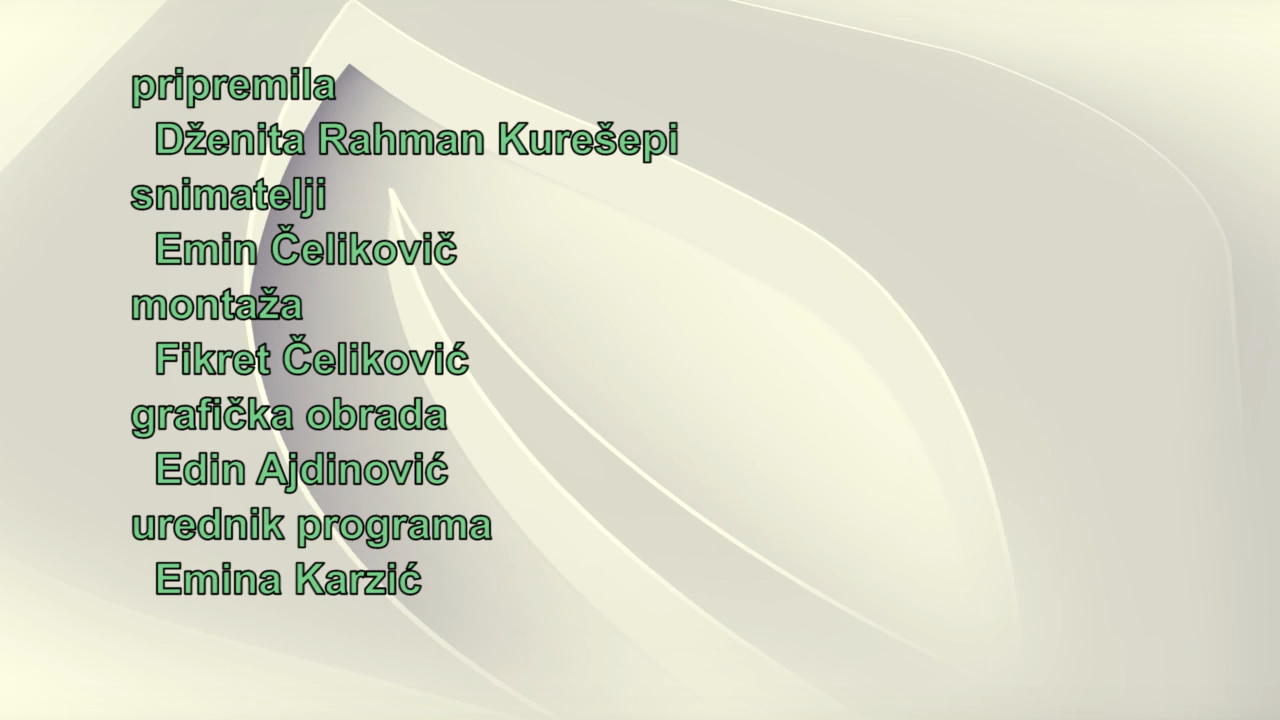 pripremila
Dženita Rahman Kurešepi
snimatelji
Emin Čelikovič
montaža
Fikret Čeliković
grafička obrada
Edin Ajdinović
urednik programa
Emina Karzić